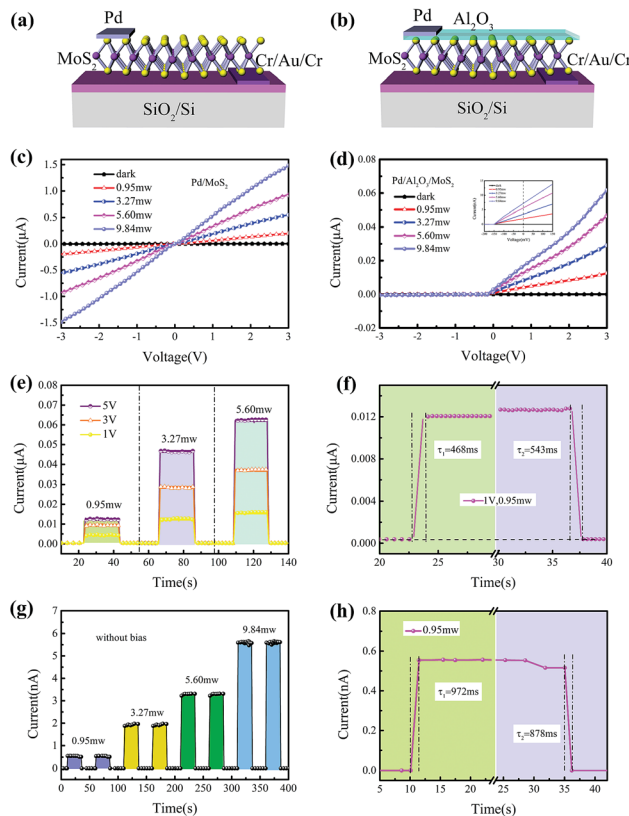 (a)
Pd
MoS2
Cr/Au/Cr
SiO2/Si
(b)
Pd
Al2O3
MoS2
Cr/Au/Cr
SiO2/Si
(c)
1.5
1.0
0.5
0.0
-0.5
-1.0
-1.5
Current(μA)
dark
0.95mw
3.27mw
5.60mw
9.84mw
Pd/MoS2
-3 -2 -1 0 1 2 3
Voltage(V)
(d)
0.08
0.06
0.04
0.02
0.00
-0.02
Current(μA)
Pd/Al2O3/MoS2
dark
0.95mw
3.27mw
5.60mw
9.84mw
Voltage(mV)
-3 -2 -1 0 1 2 3
Voltage(V)
(e)
0.08
0.07
0.06
0.05
0.04
0.03
0.02
0.01
0.00
Current(μA)
5V
3V
1V
0.95mw
3.27mw
5.60mw
20 40 60 80 100 120 140
Time(s)
(f)
0.012
0.008
0.004
0.000
Current(μA)
τ1=468ms
τ2=543ms
1V,0.95mw
20 25 30 35 40
Time(s)
(g)
7
6
5
4
3
2
1
0
Current(nA)
without bias
0.95mw
3.27mw
5.60mw
9.84mw
0 50 100 150 200 250 300 350 400
Time(s)
(h)
0.8
0.6
0.4
0.2
0.0
Current(nA)
0.95mw
τ1=972ms
τ2=878ms
5 10 15 20 25 30 35 40
Time(s)